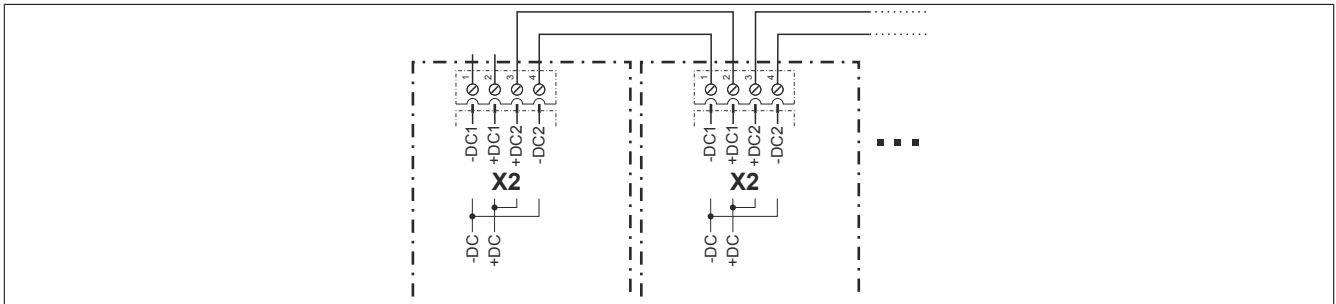 1 2 3 4 1 2 3 4
-DC1 +DC1 +DC2 -DC2 -DC1 +DC1 +DC2 -DC2
X2 X2
-DC +DC -DC +DC